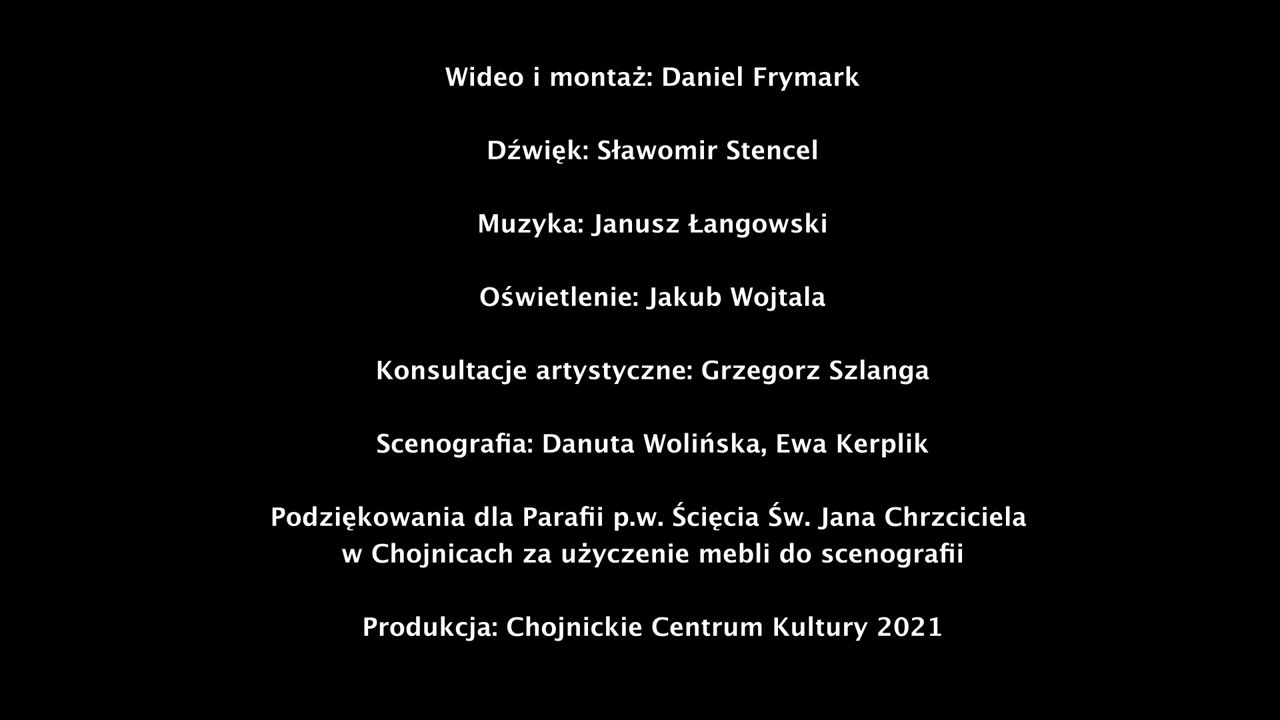 Wideo i montaż: Daniel Frymark
Dźwięk: Sławomir Stencel
Muzyka: Janusz Łangowski
Oświetlenie: Jakub Wojtala
Konsultacje artystyczne: Grzegorz Szlanga
Scenografia: Danuta Wolińska, Ewa Kerplik
Podziękowania dla Parafii p.w. Ścięcia Św. Jana Chrzciciela
w Chojnicach za użyczenie mebli do scenografii
Produkcja: Chojnickie Centrum Kultury 2021